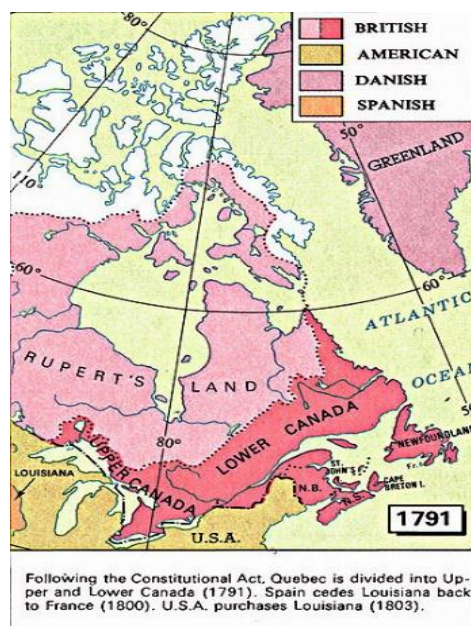 BRITISH
AMERICAN
DANISH
SPANISH
80°
50°
GREENLAND
110°
60°
60°
ATLANTIC
OCEAN
RUPERT'S LAND
50
80°
LOWER CANADA
UPPER CANADA
NEWFOUNDLAND
Fr.
ST. JOHN'S I.
CAPE BRETON I.
N.B.
N.S.
LOUISIANA
U.S.A.
1791
Following the Constitutional Act, Quebec is divided into Up-
per and Lower Canada (1791). Spain cedes Louisiana back
to France (1800). U.S.A. purchases Louisiana (1803).